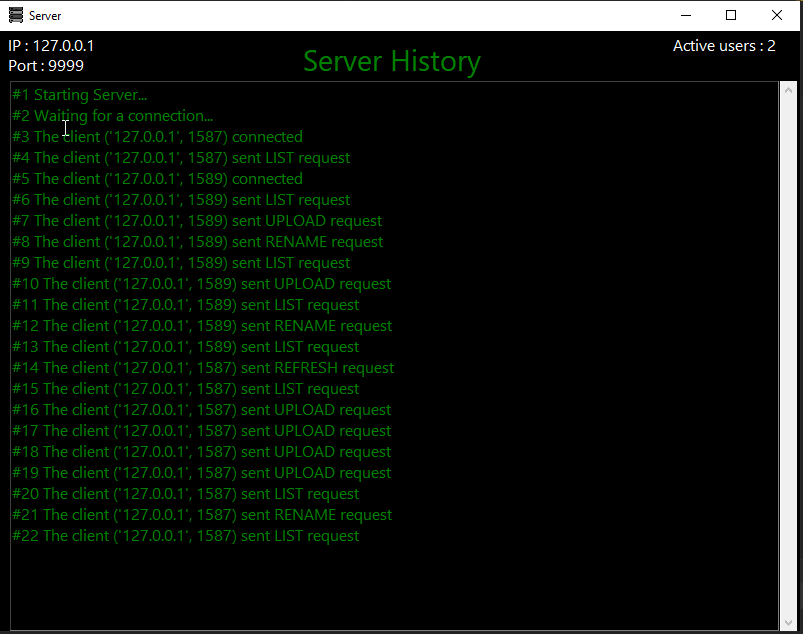 Server
IP : 127.0.0.1
Active users : 2
Port : 9999
Server History
#1 Starting Server...
#2 Waiting for a connection...
#3 The client ('127.0.0.1', 1587) connected
#4 The client ('127.0.0.1', 1587) sent LIST request
#5 The client ('127.0.0.1', 1589) connected
#6 The client ('127.0.0.1', 1589) sent LIST request
#7 The client ('127.0.0.1', 1589) sent UPLOAD request
#8 The client ('127.0.0.1', 1589) sent RENAME request
#9 The client ('127.0.0.1', 1589) sent LIST request
#10 The client ('127.0.0.1', 1589) sent UPLOAD request
#11 The client ('127.0.0.1', 1589) sent LIST request
#12 The client ('127.0.0.1', 1589) sent RENAME request
#13 The client ('127.0.0.1', 1589) sent LIST request
#14 The client ('127.0.0.1', 1587) sent REFRESH request
#15 The client ('127.0.0.1', 1587) sent LIST request
#16 The client ('127.0.0.1', 1587) sent UPLOAD request
#17 The client ('127.0.0.1', 1587) sent UPLOAD request
#18 The client ('127.0.0.1', 1587) sent UPLOAD request
#19 The client ('127.0.0.1', 1587) sent UPLOAD request
#20 The client ('127.0.0.1', 1587) sent LIST request
#21 The client ('127.0.0.1', 1587) sent RENAME request
#22 The client ('127.0.0.1', 1587) sent LIST request